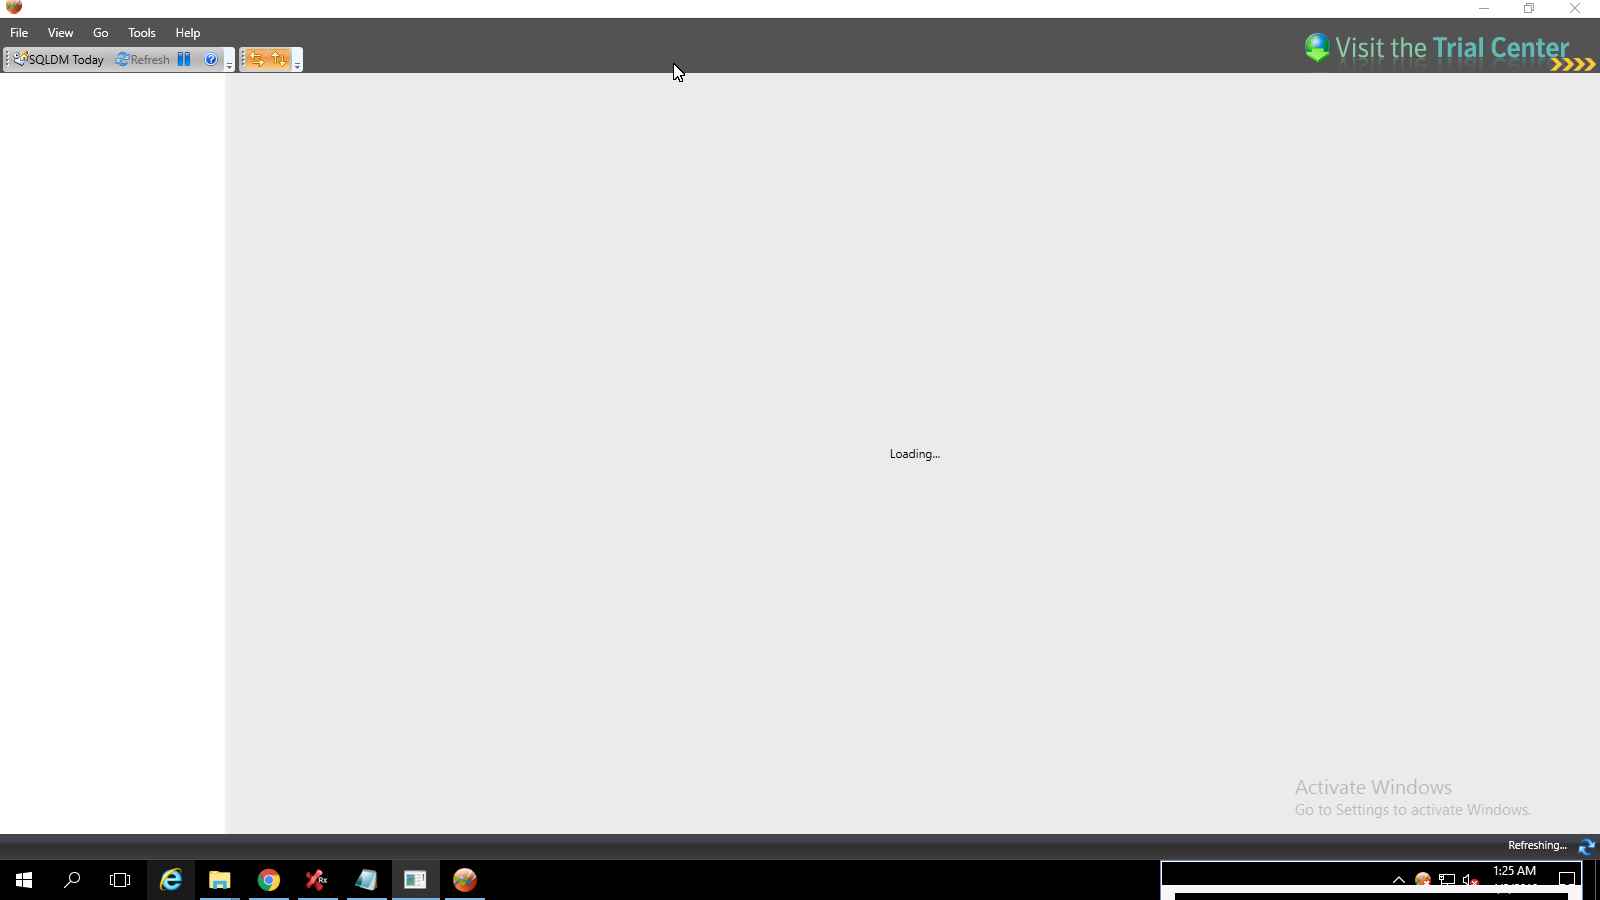 File View Go Tools Help
SQLDM Today Refresh
Visit the Trial Center
Loading...
Activate Windows
Go to Settings to activate Windows.
Refreshing...
Rx
1:25 AM